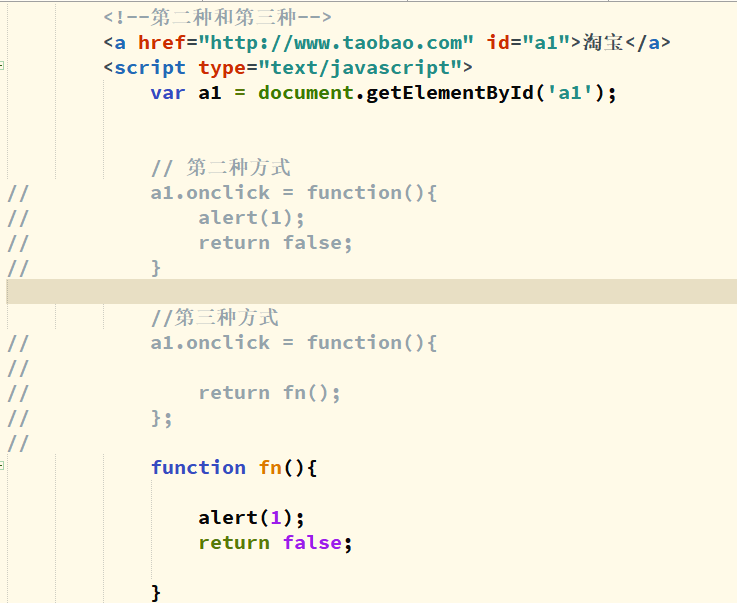 <!--第二种和第三种-->
<a href="http://www.taobao.com" id="a1">淘宝</a>
<script type="text/javascript">
var a1 = document.getElementById('a1');
// 第二种方式
// a1.onclick = function(){
// alert(1);
// return false;
// }
//第三种方式
// a1.onclick = function(){
//
// return fn();
// };
//
function fn(){
alert(1);
return false;
}